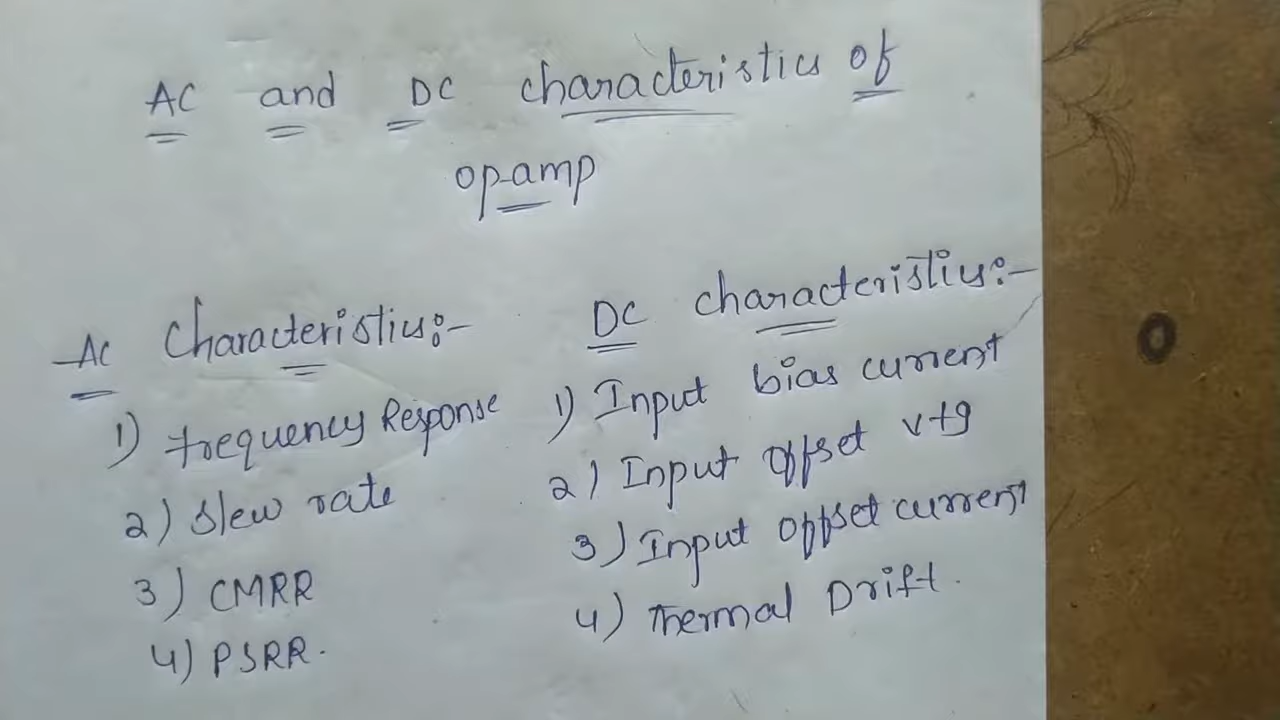 AC and DC characteristics of
op-amp
AC Characteristics:-
1) frequency Response
2) slew rate
3) CMRR
4) PSRR.
DC characteristics:-
1) Input bias current
2) Input offset vtg
3) Input offset current
4) Thermal Drift.